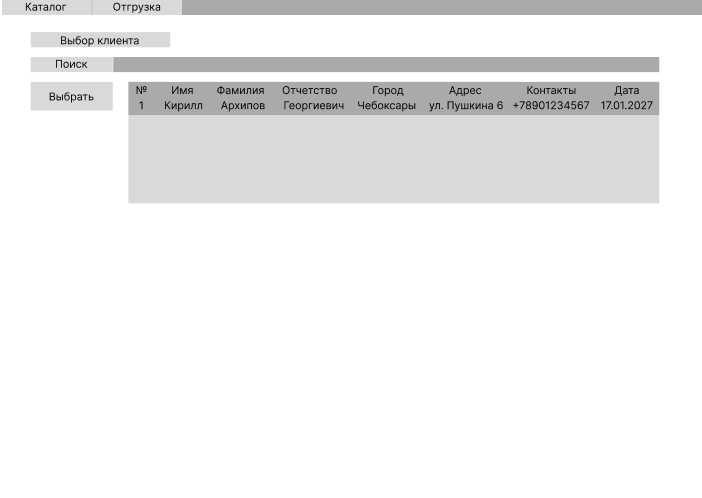 Каталог Отгрузка
Выбор клиента
Поиск
Выбрать
№ Имя Фамилия Отчетство Город Адрес Контакты Дата
1 Кирилл Архипов Георгиевич Чебоксары ул. Пушкина 6 +78901234567 17.01.2027